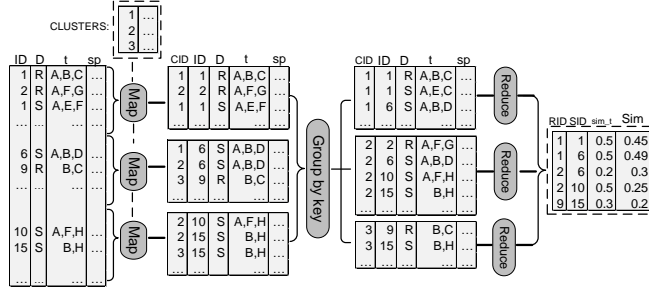 CLUSTERS:
1 ...
2 ...
3 ...
ID D t sp
1 R A,B,C ...
2 R A,F,G ...
1 S A,E,F ...
... ... ...
6 S A,B,D ...
9 R B,C ...
... ...
10 S A,F,H ...
15 S B,H ...
... ... ...
Map
Map
Map
CID ID D t sp
1 1 R A,B,C ...
2 2 R A,F,G ...
1 1 S A,E,F ...
... ... ...
1 6 S A,B,D ...
2 6 S A,B,D ...
3 9 R B,C ...
... ... ...
2 10 S A,F,H ...
2 15 S B,H ...
3 15 S B,H ...
... ... ... ...
Group by key
CID ID D t sp
1 1 R A,B,C ...
1 1 S A,E,C ...
1 6 S A,B,D ...
... ... ...
2 2 R A,F,G ...
2 6 S A,B,D ...
2 10 S A,F,H ...
2 15 S B,H ...
... ... ... ...
3 9 R B,C ...
3 15 S B,H ...
... ... ... ...
Reduce
Reduce
Reduce
RID SID sim_t Sim
1 1 0.5 0.45
1 6 0.5 0.49
2 6 0.2 0.3
2 10 0.5 0.25
9 15 0.3 0.2